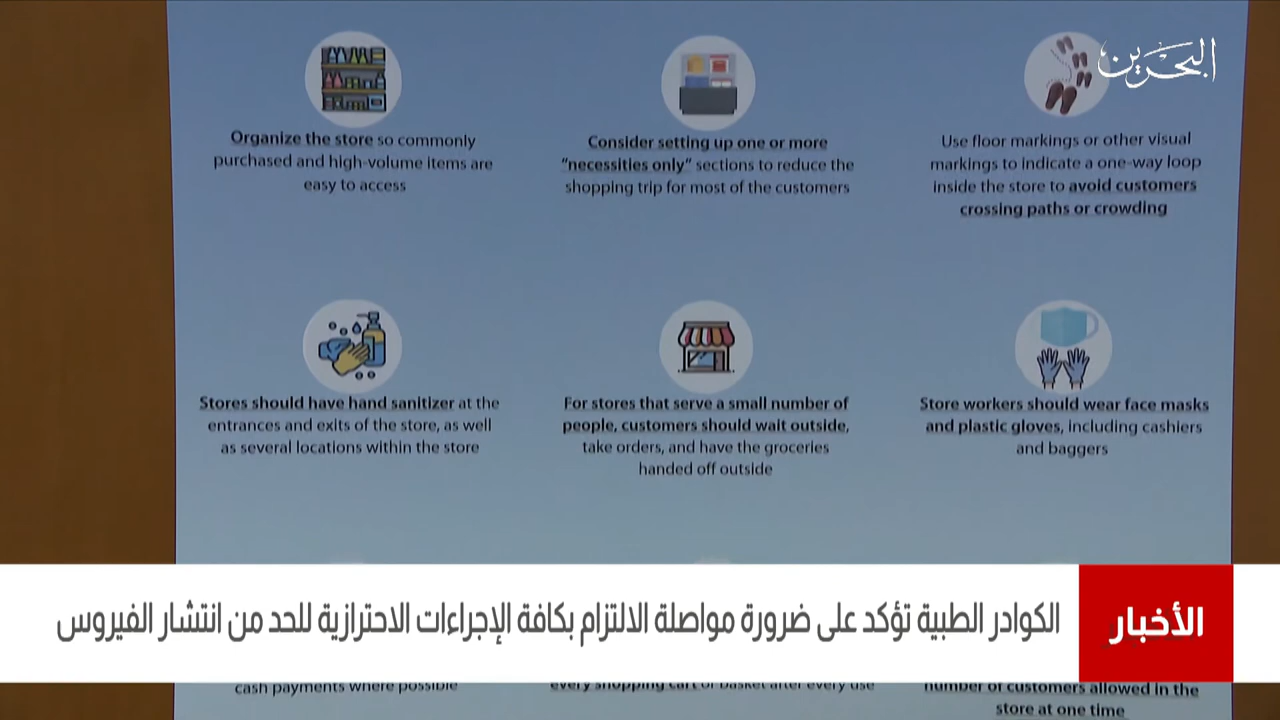 البحرين
Organize the store so commonly
purchased and high-volume items are
easy to access
Consider setting up one or more
“necessities only” sections to reduce the
shopping trip for most of the customers
Use floor markings or other visual
markings to indicate a one-way loop
inside the store to avoid customers
crossing paths or crowding
Stores should have hand sanitizer at the
entrances and exits of the store, as well
as several locations within the store
For stores that serve a small number of
people, customers should wait outside,
take orders, and have the groceries
handed off outside
Store workers should wear face masks
and plastic gloves, including cashiers
and baggers
الأخبار
الكوادر الطبية تؤكد على ضرورة مواصلة الالتزام بكافة الإجراءات الاحترازية للحد من انتشار الفيروس
cash payments where possible
every shopping cart or basket after every use
number of customers allowed in the
store at one time